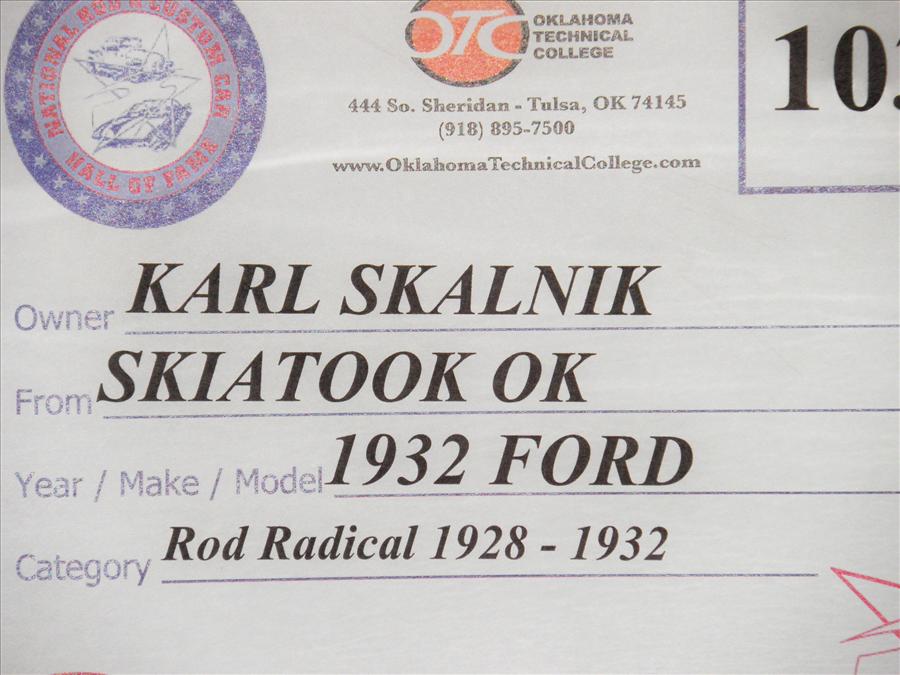 NATIONAL ROD & CUSTOM CAR
HALL OF FAME
OTC
OKLAHOMA
TECHNICAL
COLLEGE
444 So. Sheridan - Tulsa, OK 74145
(918) 895-7500
www.OklahomaTechnicalCollege.com
Owner KARL SKALNIK
From SKIATOOK OK
Year / Make / Model 1932 FORD
Category Rod Radical 1928 - 1932